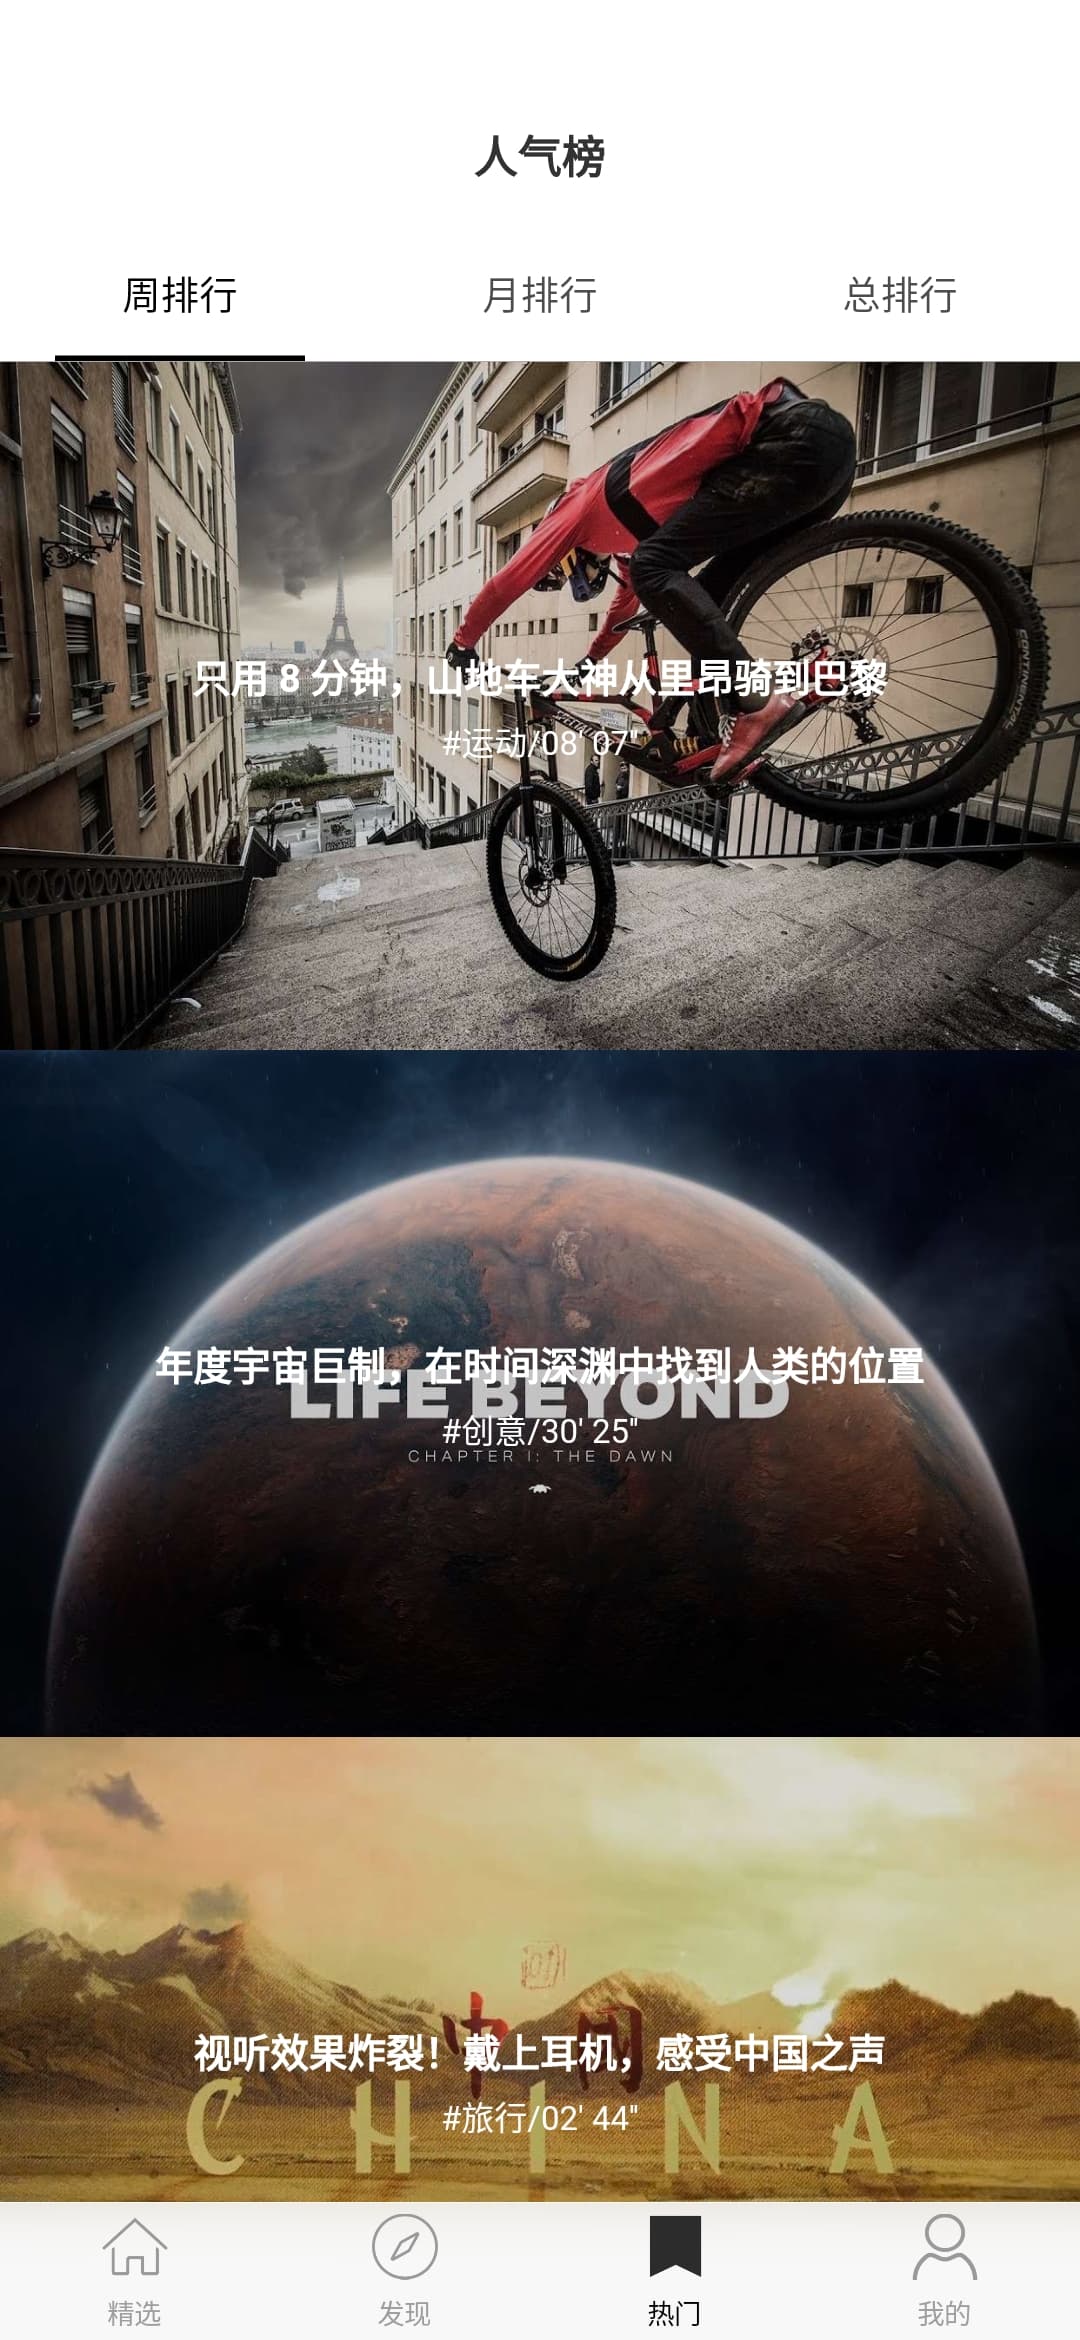 人气榜
周排行
月排行
总排行
只用 8 分钟，山地车大神从里昂骑到巴黎
#运动/08' 07"
年度宇宙巨制，在时间深渊中找到人类的位置
LIFE BEYOND
#创意/30' 25"
CHAPTER I: THE DAWN
中国
视听效果炸裂！戴上耳机，感受中国之声
CHINA
#旅行/02' 44"
精选
发现
热门
我的